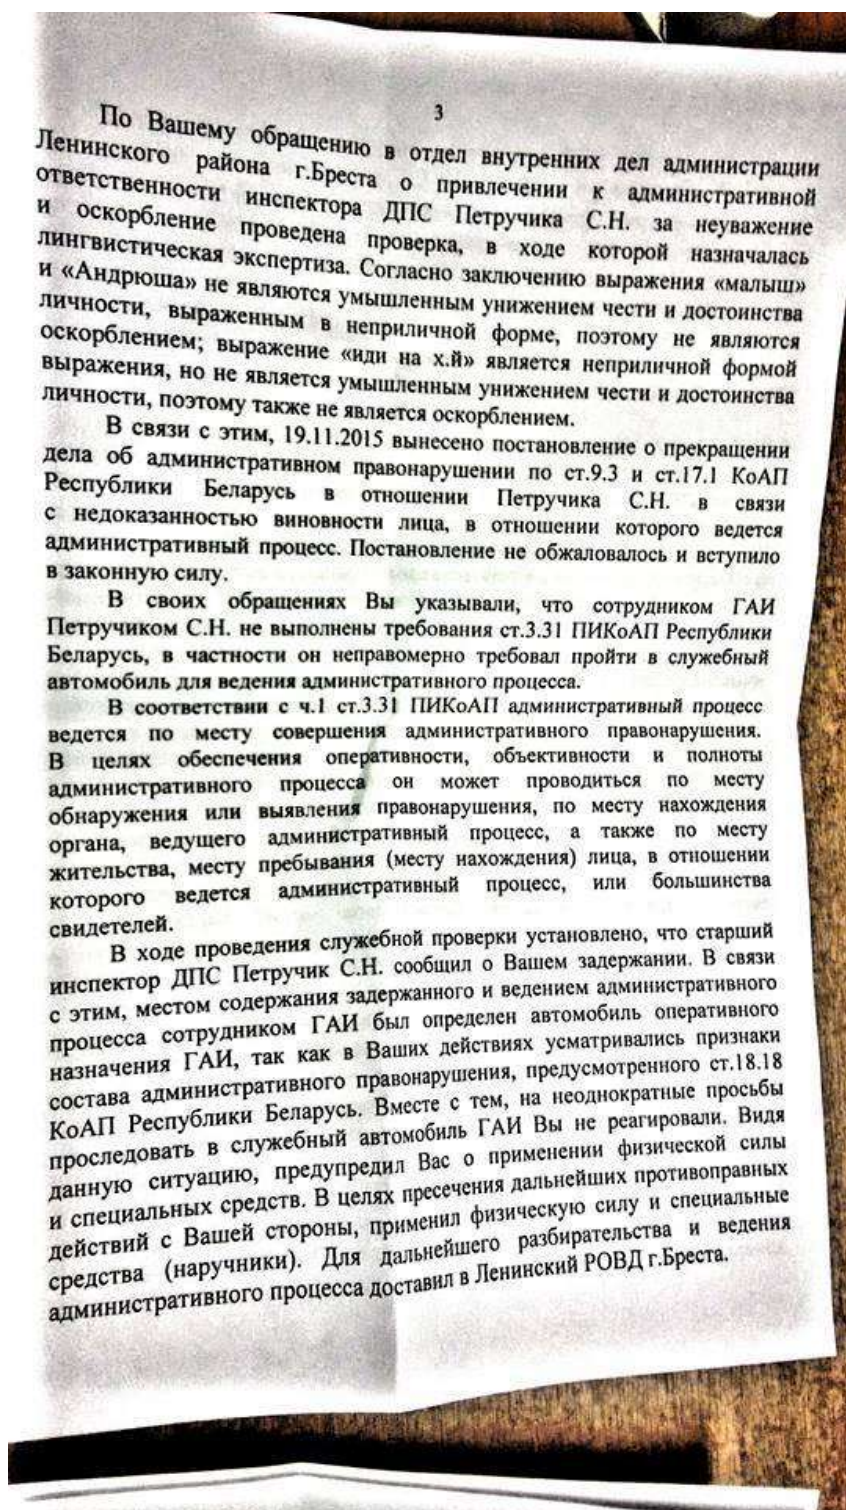 3
По Вашему обращению в отдел внутренних дел администрации
Ленинского района г.Бреста о привлечении к административной
ответственности инспектора ДПС Петручика С.Н. за неуважение
и оскорбление проведена проверка, в ходе которой назначалась
лингвистическая экспертиза. Согласно заключению выражения «малыш»
и «Андрюша» не являются умышленным унижением чести и достоинства
личности, выраженным в неприличной форме, поэтому не являются
оскорблением; выражение «иди на х.й» является неприличной формой
выражения, но не является умышленным унижением чести и достоинства
личности, поэтому также не является оскорблением.
В связи с этим, 19.11.2015 вынесено постановление о прекращении
дела об административном правонарушении по ст.9.3 и ст.17.1 КоАП
Республики Беларусь в отношении Петручика С.Н. в связи
с недоказанностью виновности лица, в отношении которого ведется
административный процесс. Постановление не обжаловалось и вступило
в законную силу.
В своих обращениях Вы указывали, что сотрудником ГАИ
Петручиком С.Н. не выполнены требования ст.3.31 ПИКоАП Республики
Беларусь, в частности он неправомерно требовал пройти в служебный
автомобиль для ведения административного процесса.
В соответствии с ч.1 ст.3.31 ПИКоАП административный процесс
ведется по месту совершения административного правонарушения.
В целях обеспечения оперативности, объективности и полноты
административного процесса он может проводиться по месту
обнаружения или выявления правонарушения, по месту нахождения
органа, ведущего административный процесс, а также по месту
жительства, месту пребывания (месту нахождения) лица, в отношении
которого ведется административный процесс, или большинства
свидетелей.
В ходе проведения служебной проверки установлено, что старший
инспектор ДПС Петручик С.Н. сообщил о Вашем задержании. В связи
с этим, местом содержания задержанного и ведением административного
процесса сотрудником ГАИ был определен автомобиль оперативного
назначения ГАИ, так как в Ваших действиях усматривались признаки
состава административного правонарушения, предусмотренного ст.18.18
КоАП Республики Беларусь. Вместе с тем, на неоднократные просьбы
проследовать в служебный автомобиль ГАИ Вы не реагировали. Видя
данную ситуацию, предупредил Вас о применении физической силы
и специальных средств. В целях пресечения дальнейших противоправных
действий с Вашей стороны, применил физическую силу и специальные
средства (наручники). Для дальнейшего разбирательства и ведения
административного процесса доставил в Ленинский РОВД г.Бреста.